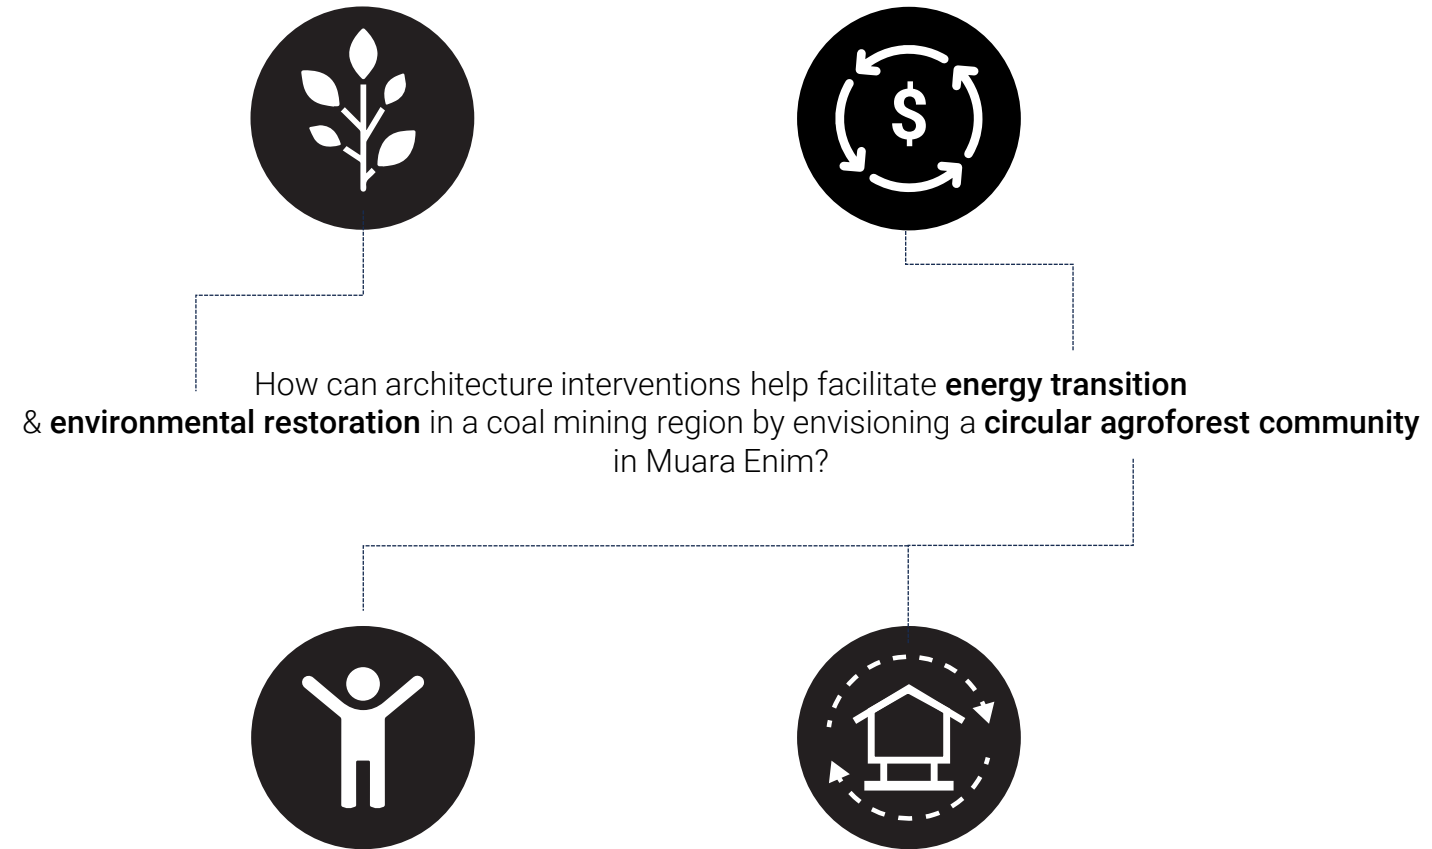 $
How can architecture interventions help facilitate energy transition
& environmental restoration in a coal mining region by envisioning a circular agroforest community
in Muara Enim?